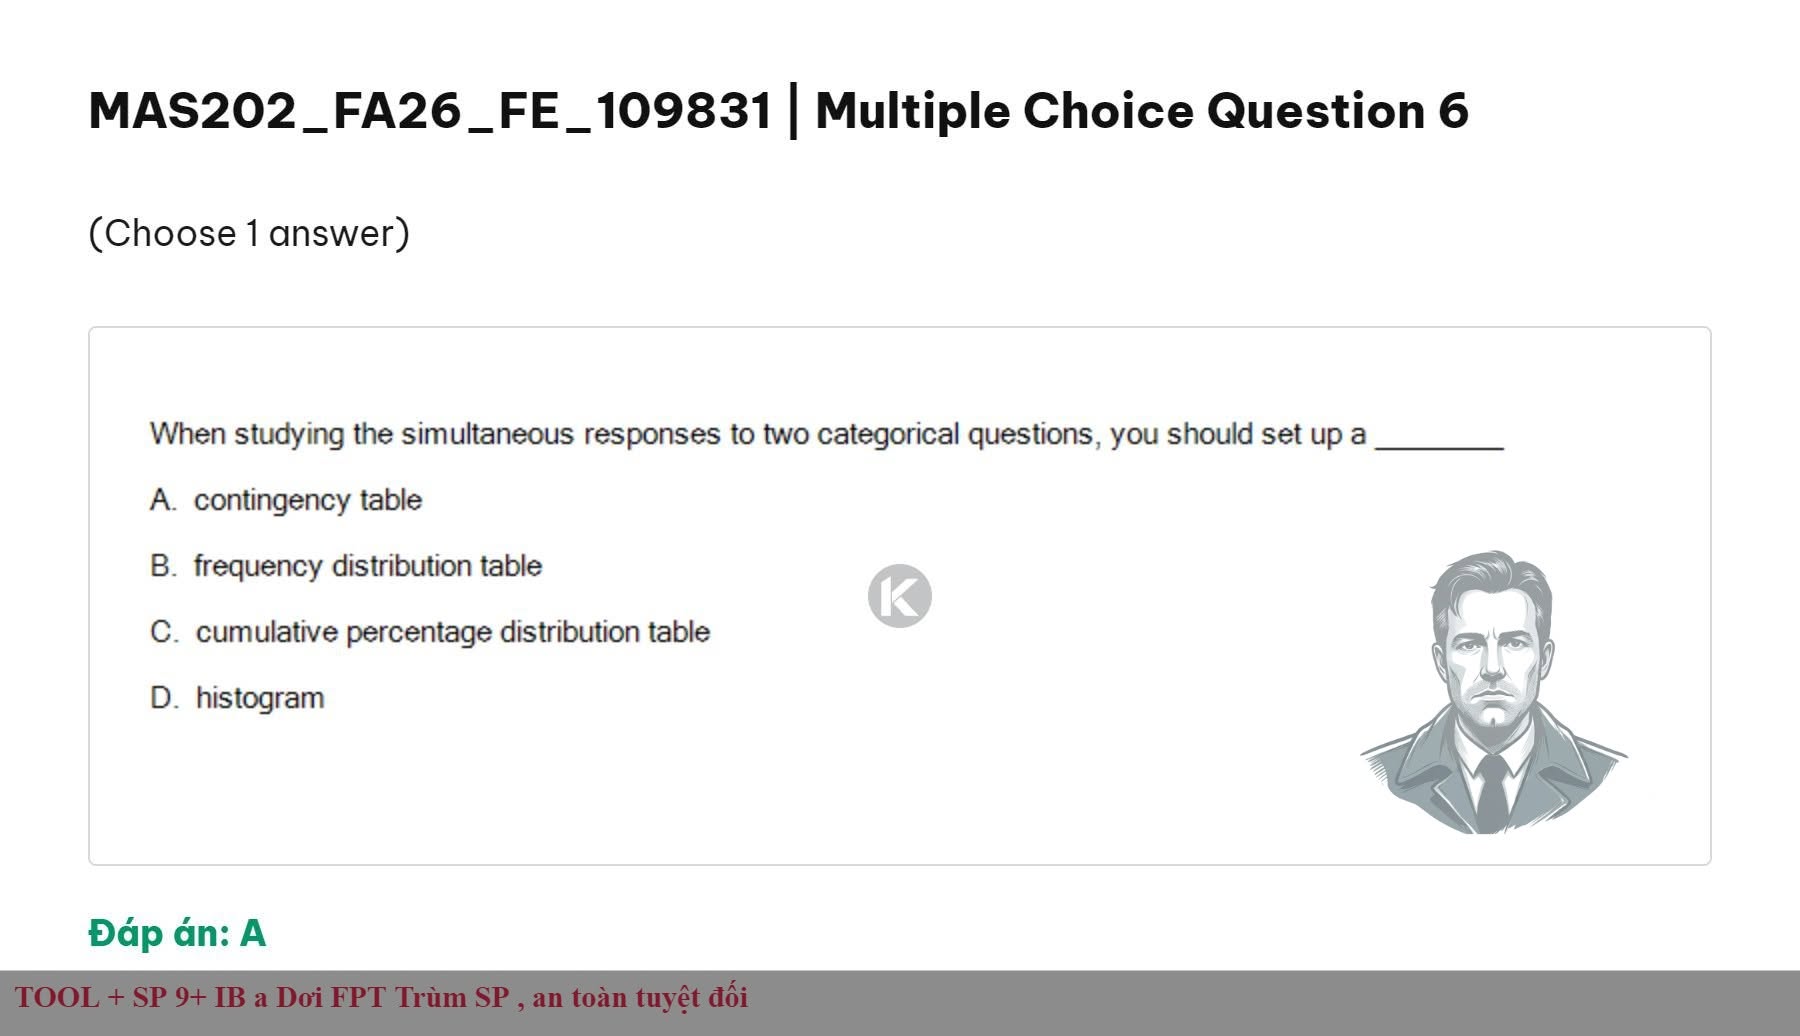 MAS202_FA26_FE_109831 | Multiple Choice Question 6
(Choose 1 answer)
When studying the simultaneous responses to two categorical questions, you should set up a ________
A. contingency table
B. frequency distribution table
C. cumulative percentage distribution table
D. histogram
K
Đáp án: A
TOOL + SP 9+ IB a Dơi FPT Trùm SP , an toàn tuyệt đối